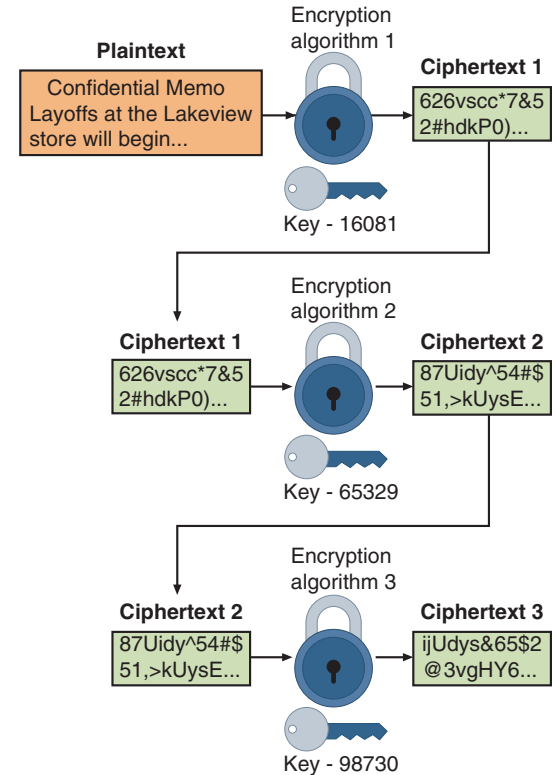 Encryption
algorithm 1
Plaintext
Ciphertext 1
Confidential Memo
Layoffs at the Lakeview
store will begin...
626vscc*7&5
2#hdkP0)...
Key - 16081
Encryption
algorithm 2
Ciphertext 1
Ciphertext 2
626vscc*7&5
2#hdkP0)...
87Uidy^54#$
51,>kUysE...
Key - 65329
Encryption
algorithm 3
Ciphertext 2
Ciphertext 3
87Uidy^54#$
51,>kUysE...
ijUdys&65$2
@3vgHY6...
Key - 98730